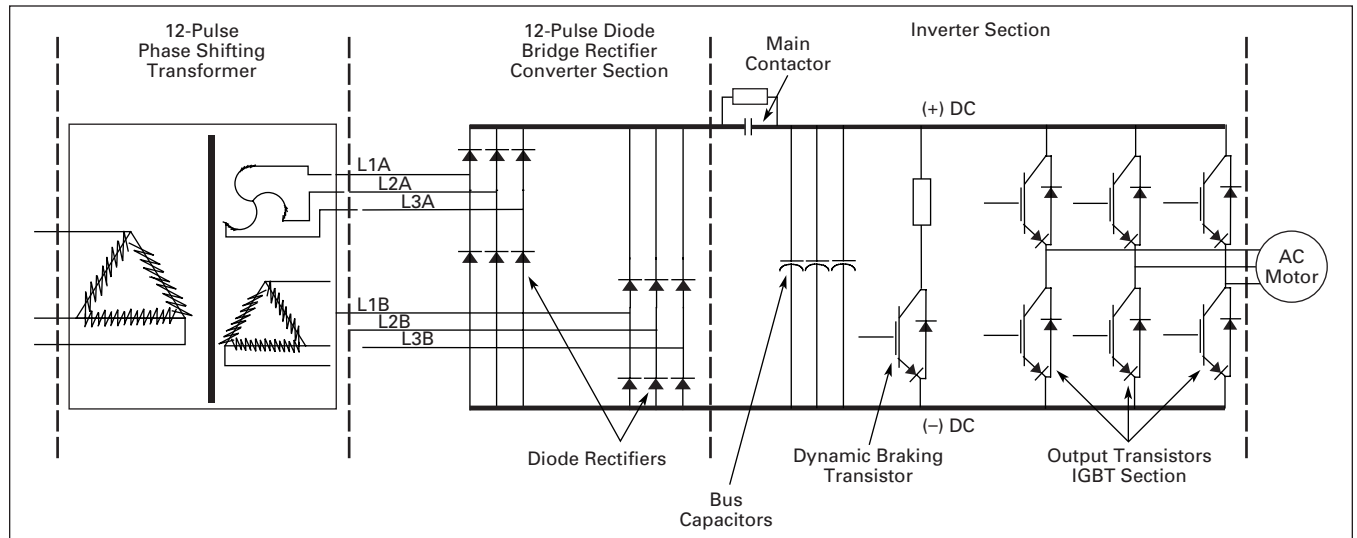 12-Pulse
Phase Shifting
Transformer
12-Pulse Diode
Bridge Rectifier
Converter Section
Main
Contactor
Inverter Section
(+) DC
L1A
L2A
L3A
L1B
L2B
L3B
AC
Motor
(–) DC
Diode Rectifiers
Bus
Capacitors
Dynamic Braking
Transistor
Output Transistors
IGBT Section